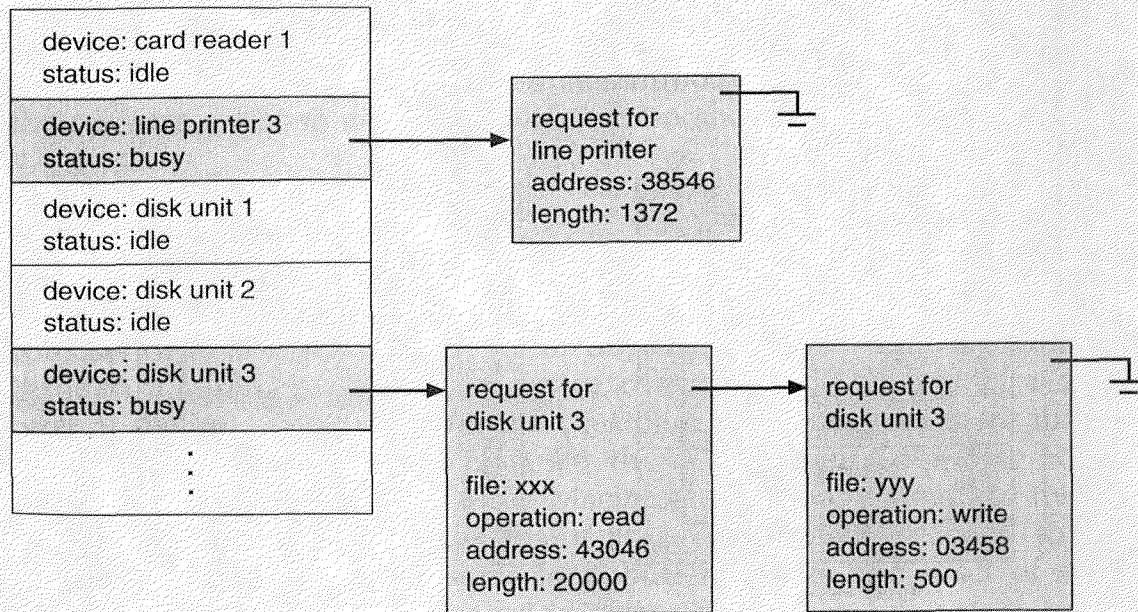 device: card reader 1
status: idle
device: line printer 3
status: busy
device: disk unit 1
status: idle
device: disk unit 2
status: idle
device: disk unit 3
status: busy
request for
line printer
address: 38546
length: 1372
request for
disk unit 3
file: xxx
operation: read
address: 43046
length: 20000
request for
disk unit 3
file: yyy
operation: write
address: 03458
length: 500